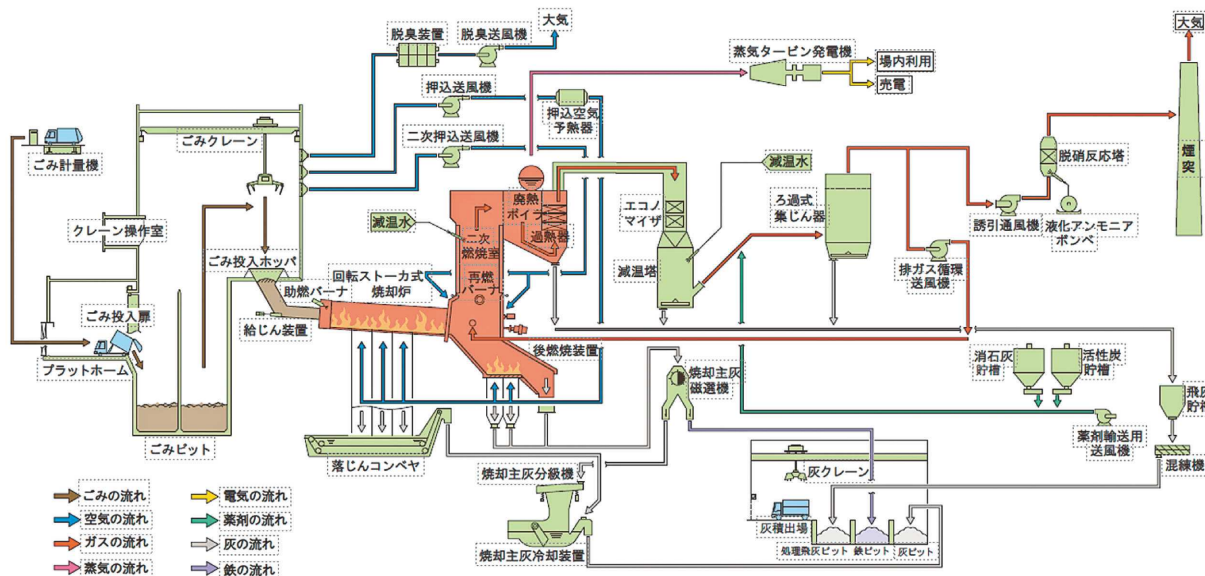 大気
脱臭装置
脱臭送風機
押込送風機
押込空気
予熱器
二次押込送風機
蒸気タービン発電機
場内利用
売電
大気
ごみクレーン
ごみ計量機
クレーン操作室
ごみ投入ホッパ
助燃バーナ
回転ストーカ式
焼却炉
給じん装置
ごみ投入扉
プラットホーム
ごみピット
減温水
廃熱
ボイラ
過熱器
二次
燃焼室
再燃
バーナ
エコノ
マイザ
減温塔
減温水
ろ過式
集じん器
脱硝反応塔
誘引通風機
液化アンモニア
ボンベ
煙突
排ガス循環
送風機
後燃焼装置
焼却主灰
磁選機
消石灰
貯槽
活性炭
貯槽
飛灰
貯槽
薬剤輸送用
送風機
混練機
落じんコンベヤ
焼却主灰分級機
焼却主灰冷却装置
灰クレーン
灰積出場
処理飛灰ピット
鉄ピット
灰ピット
ごみの流れ
空気の流れ
ガスの流れ
蒸気の流れ
電気の流れ
薬剤の流れ
灰の流れ
鉄の流れ